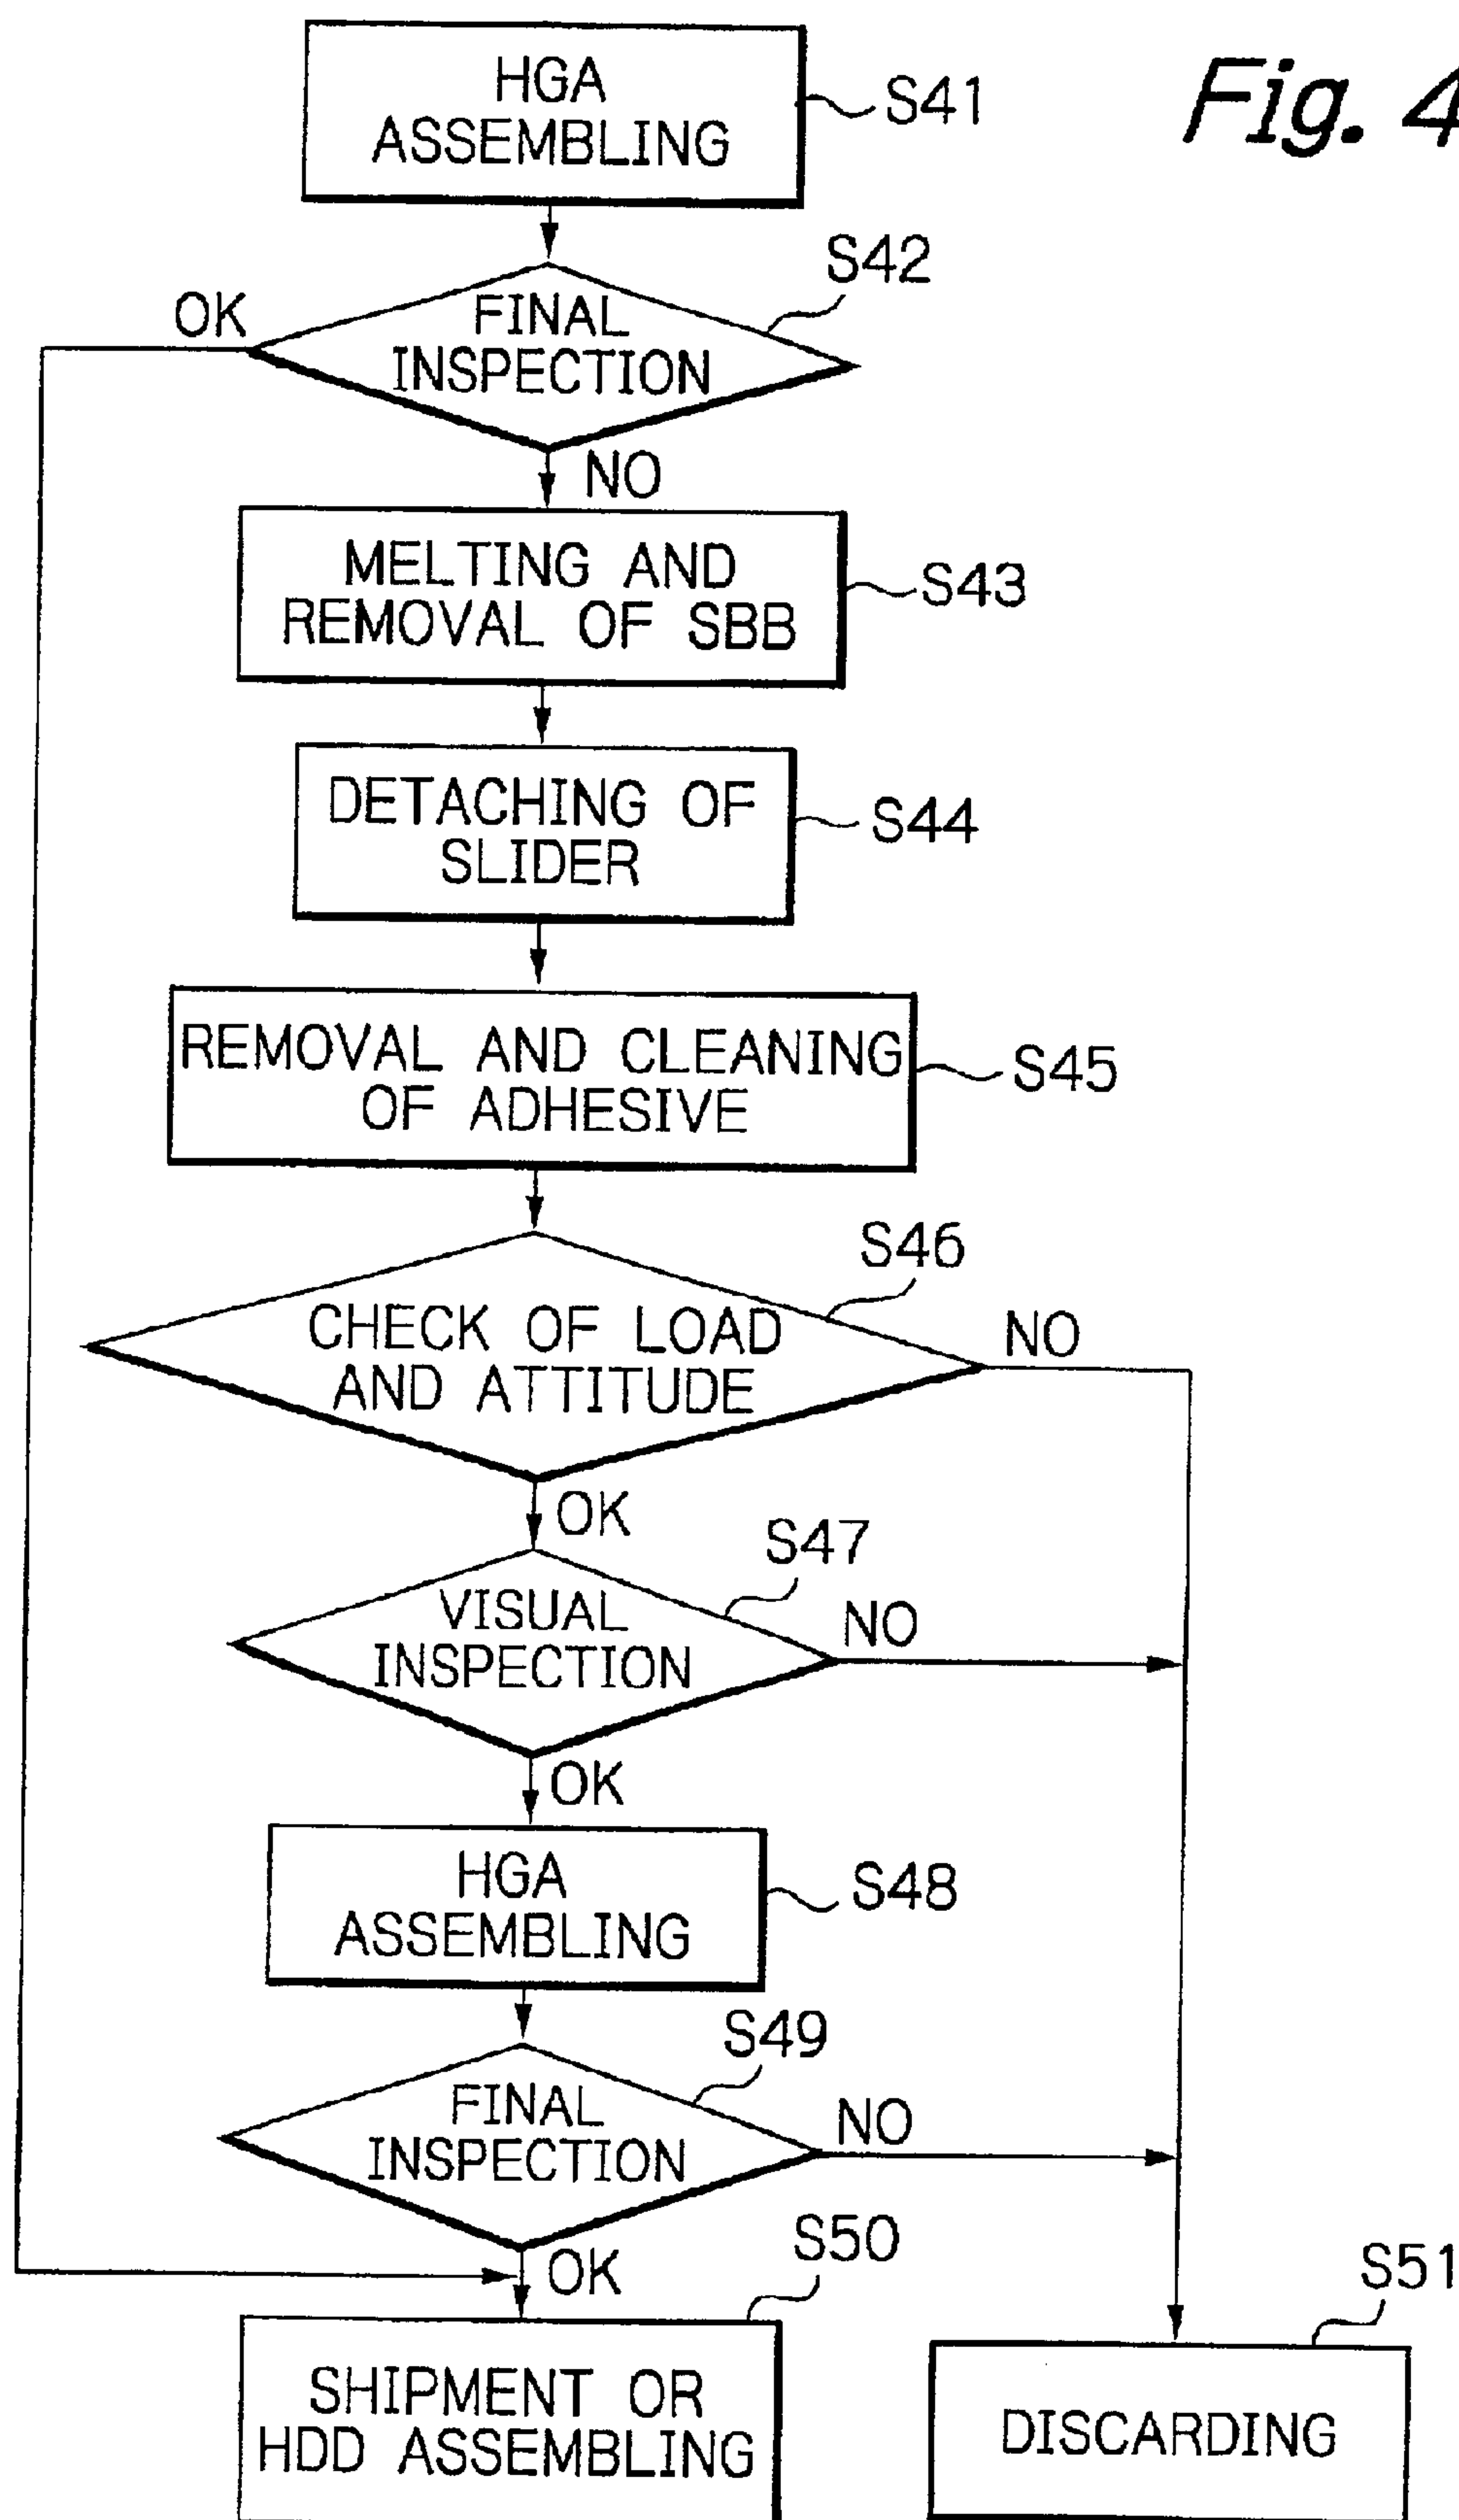 Fig. 4
HGA
ASSEMBLING
S41
S42
OK
FINAL
INSPECTION
NO
MELTING AND
REMOVAL OF SBB
S43
DETACHING OF
SLIDER
S44
REMOVAL AND CLEANING
OF ADHESIVE
S45
S46
CHECK OF LOAD
AND ATTITUDE
NO
OK
S47
VISUAL
INSPECTION
NO
OK
HGA
ASSEMBLING
S48
S49
FINAL
INSPECTION
NO
OK
S50
S51
SHIPMENT OR
HDD ASSEMBLING
DISCARDING